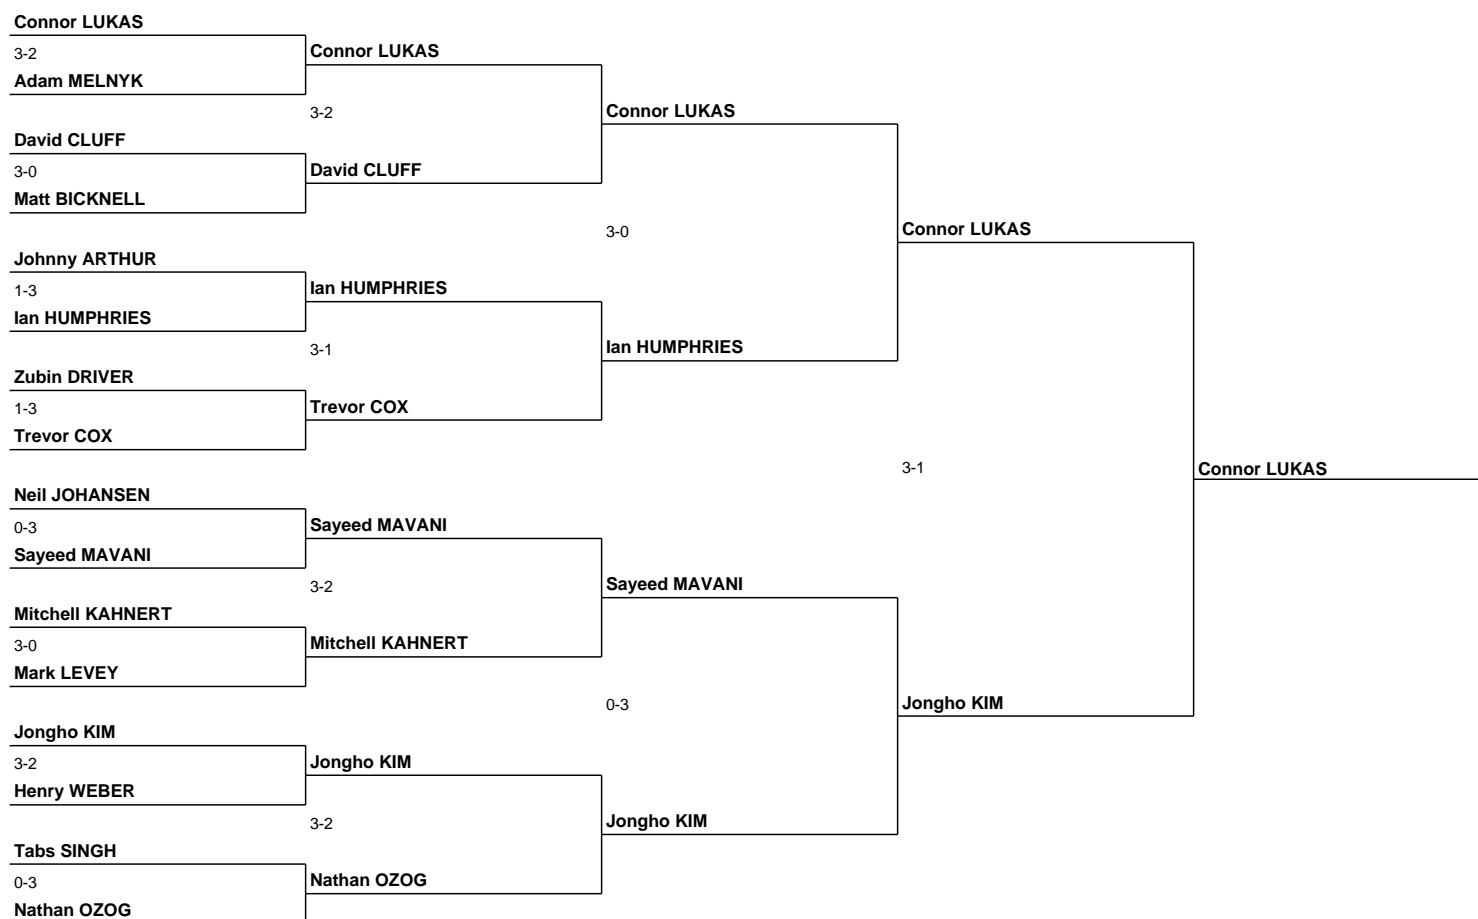 Connor LUKAS
3-2
Adam MELNYK
David CLUFF
3-0
Matt BICKNELL
Johnny ARTHUR
1-3
Ian HUMPHRIES
Zubin DRIVER
1-3
Trevor COX
Neil JOHANSEN
0-3
Sayeed MAVANI
Mitchell KAHNERT
3-0
Mark LEVEY
Jongho KIM
3-2
Henry WEBER
Tabs SINGH
0-3
Nathan OZOG
Connor LUKAS
3-2
David CLUFF
Ian HUMPHRIES
3-1
Trevor COX
Sayeed MAVANI
3-2
Mitchell KAHNERT
Jongho KIM
3-2
Nathan OZOG
Connor LUKAS
3-0
Ian HUMPHRIES
Sayeed MAVANI
0-3
Jongho KIM
Connor LUKAS
3-1
Jongho KIM
Connor LUKAS